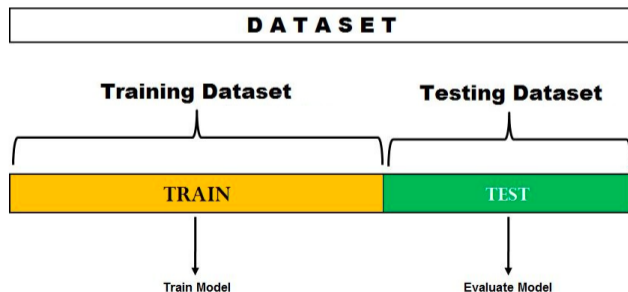 DATASET
Training Dataset
Testing Dataset
TRAIN
TEST
Train Model
Evaluate Model